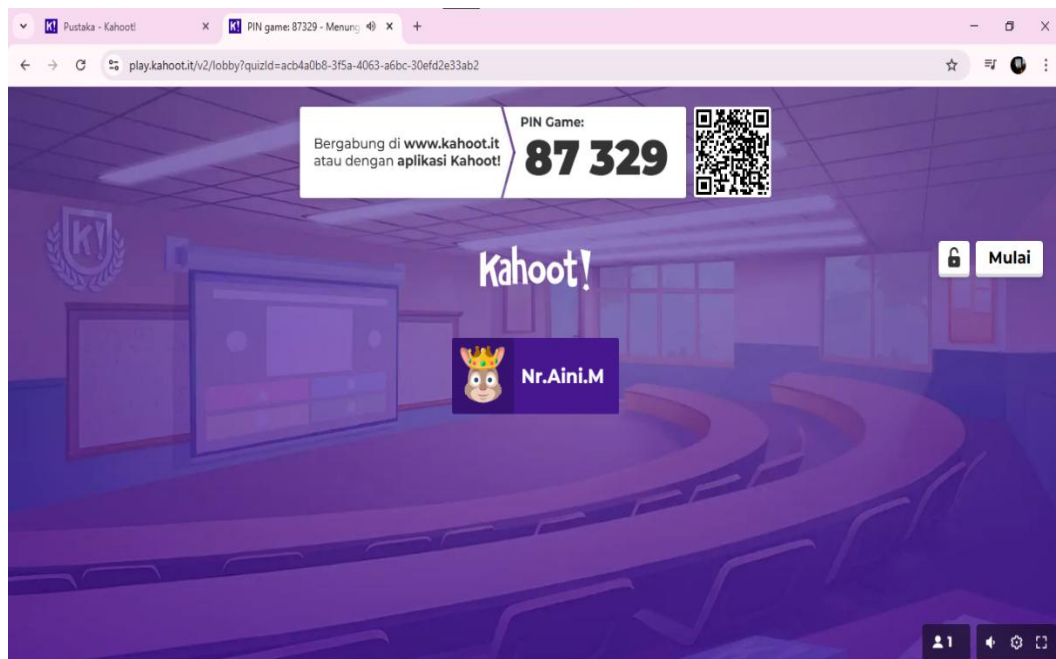 Pustaka - Kahoot!
PIN game: 87329 - Menung
play.kahoot.it/v2/lobby?quizId=acb4a0b8-3f5a-4063-a6bc-30efd2e33ab2
Bergabung di www.kahoot.it
atau dengan aplikasi Kahoot!
PIN Game:
87 329
K!
Kahoot!
Mulai
Nr.Aini.M
1